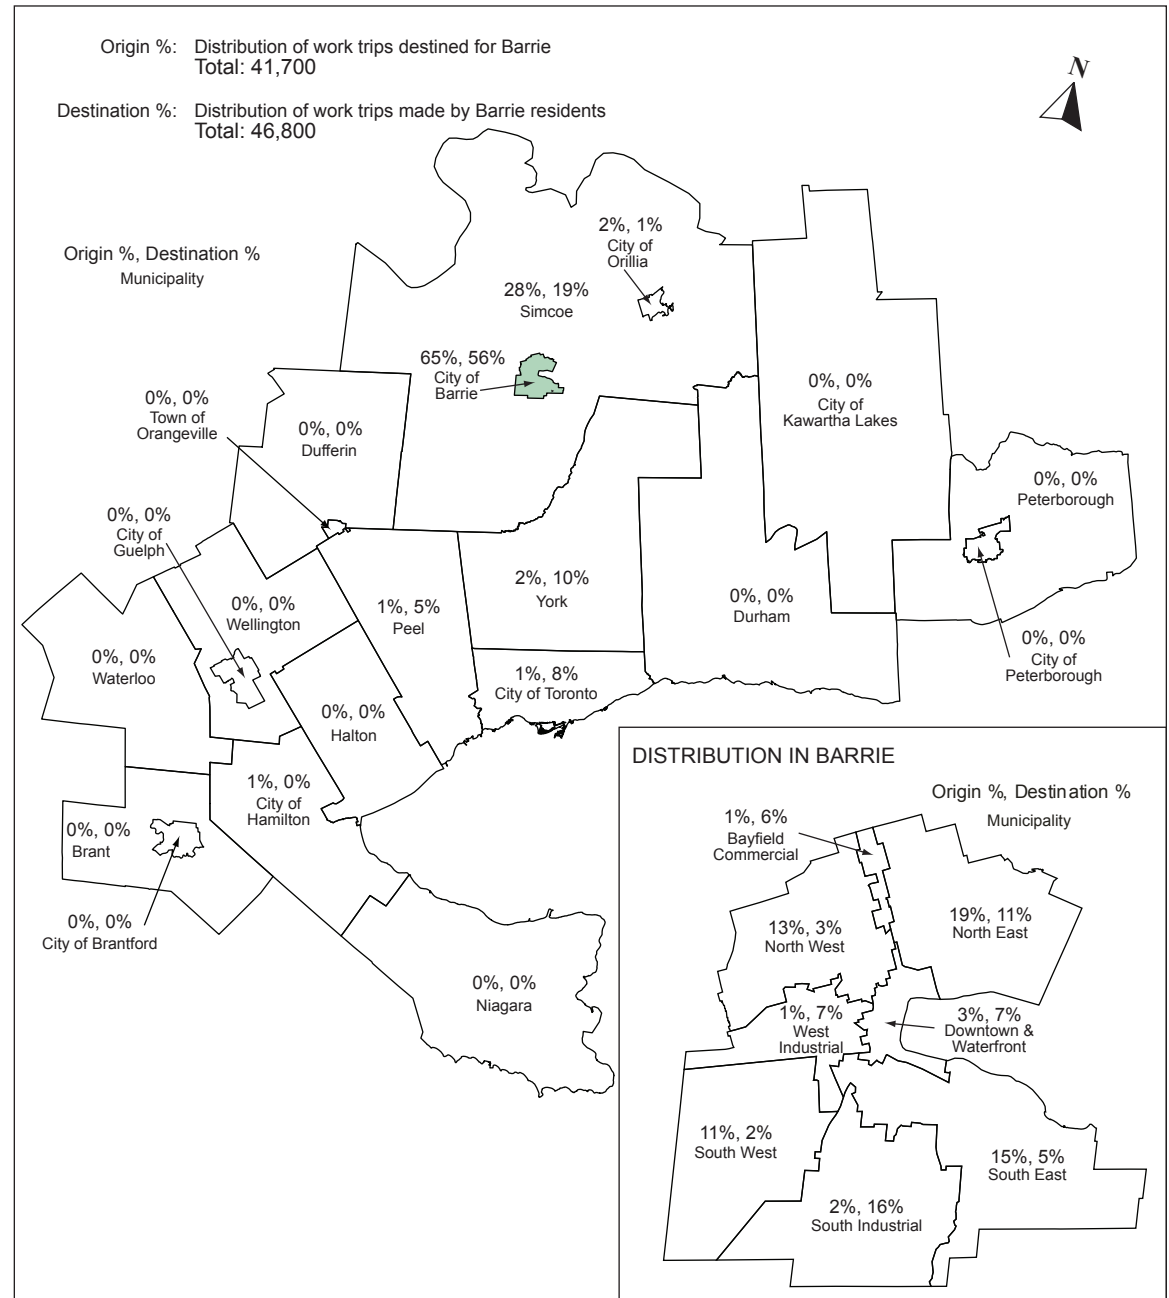 Origin %: Distribution of work trips destined for Barrie
Total: 41,700
Destination %: Distribution of work trips made by Barrie residents
Total: 46,800
N
Origin %, Destination %
Municipality
2%, 1%
City of
Orillia
28%, 19%
Simcoe
65%, 56%
City of
Barrie
0%, 0%
Town of
Orangeville
0%, 0%
Dufferin
0%, 0%
City of
Kawartha Lakes
0%, 0%
Peterborough
0%, 0%
City of
Guelph
0%, 0%
Wellington
1%, 5%
Peel
2%, 10%
York
0%, 0%
Durham
0%, 0%
City of
Peterborough
0%, 0%
Waterloo
1%, 8%
City of Toronto
0%, 0%
Halton
1%, 0%
City of
Hamilton
0%, 0%
Brant
0%, 0%
City of Brantford
0%, 0%
Niagara
DISTRIBUTION IN BARRIE
Origin %, Destination %
Municipality
1%, 6%
Bayfield
Commercial
13%, 3%
North West
19%, 11%
North East
1%, 7%
West
Industrial
3%, 7%
Downtown &
Waterfront
11%, 2%
South West
15%, 5%
South East
2%, 16%
South Industrial